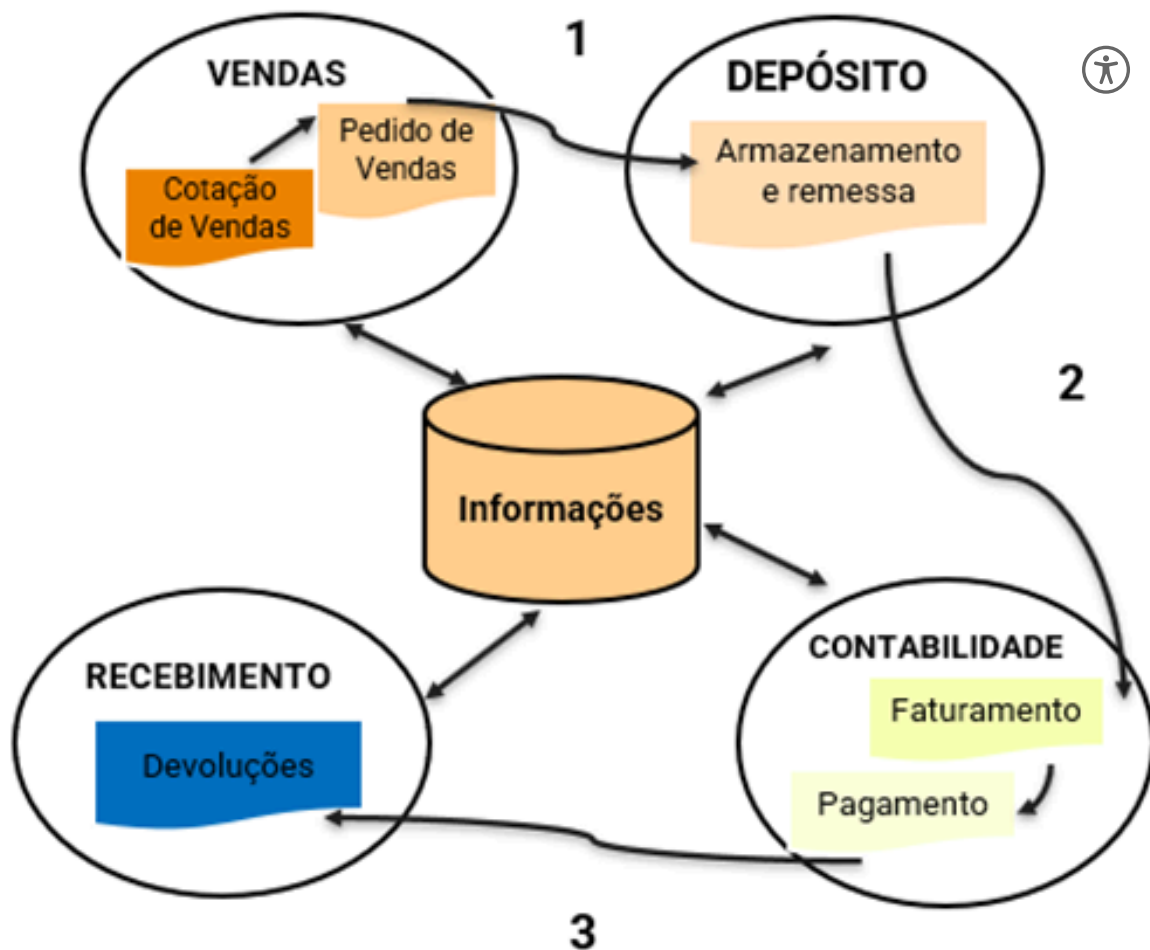 1
VENDAS
Pedido de
Vendas
Cotação
de Vendas
DEPÓSITO
Armazenamento
e remessa
2
Informações
CONTABILIDADE
Faturamento
Pagamento
RECEBIMENTO
Devoluções
3